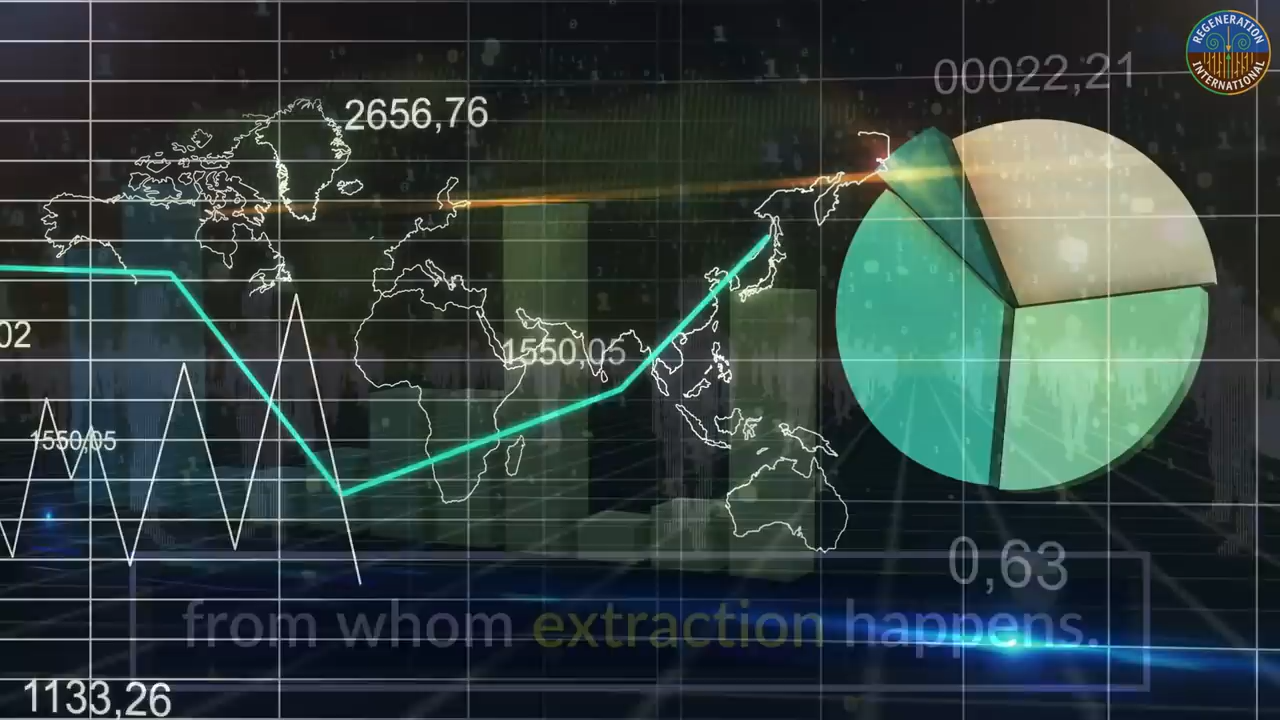 REGENERATION
INTERNATIONAL
00022,21
2656,76
02
1550,05
1550,05
0,63
from whom extraction happens.
1133,26